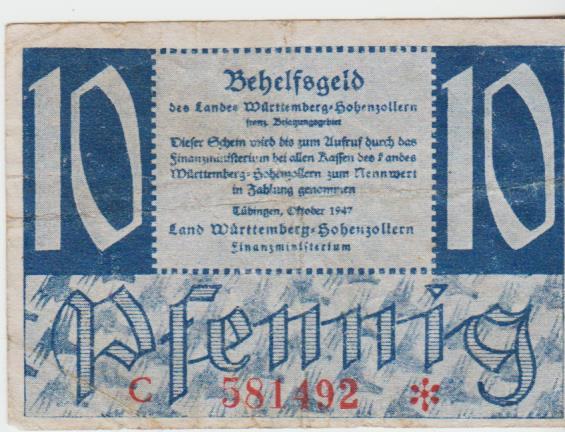 10
Behelfsgeld
10
des Landes Württemberg-Hohenzollern
franz. Besatzungsgebiet
Dieser Schein wird bis zum Aufruf durch das
Finanzministerium bei allen Kassen des Landes
Württemberg-Hohenzollern zum Nennwert
in Zahlung genommen
Tübingen, Oktober 1947
Land Württemberg-Hohenzollern
Finanzministerium
Pfennig
C 581492 *